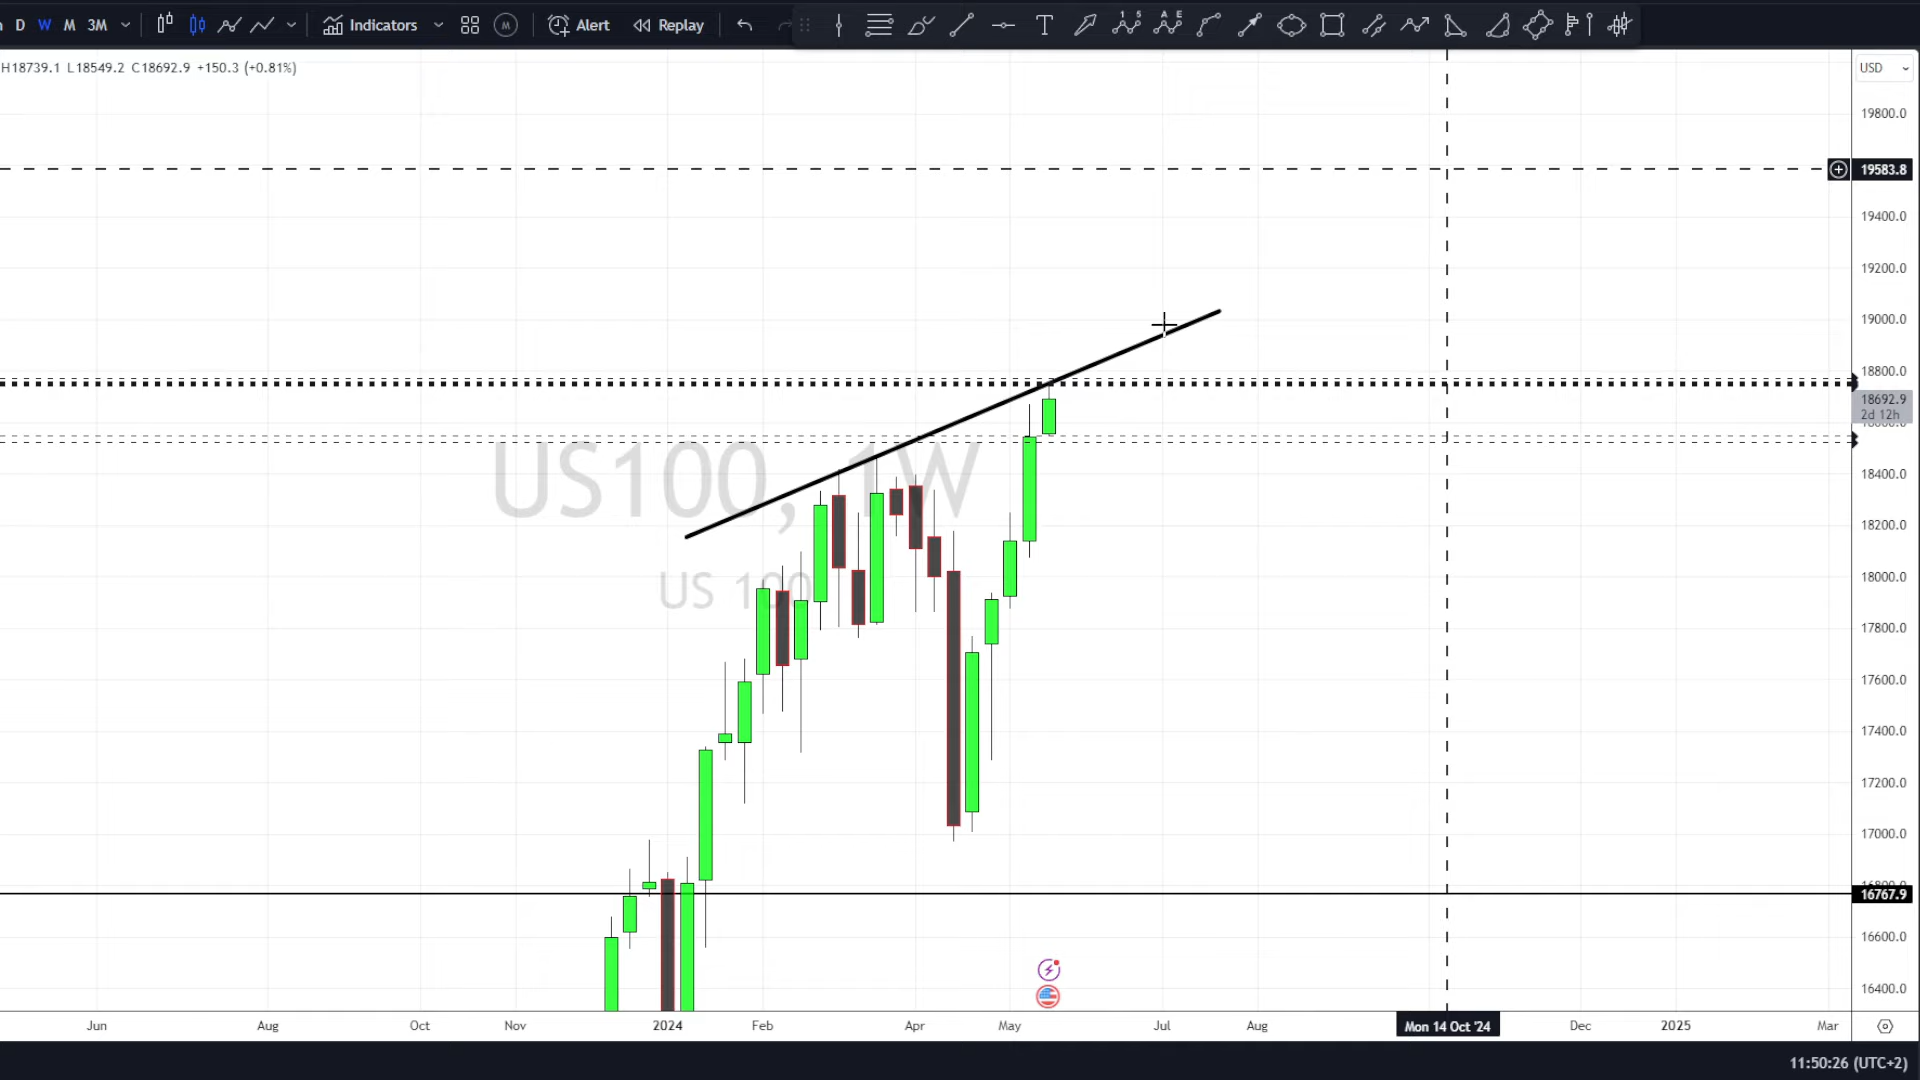 D W M 3M Indicators M Alert Replay T 1 5 A E
H18739.1 L18549.2 C18692.9 +150.3 (+0.81%)
USD
19800.0
19583.8
19400.0
19200.0
19000.0
18800.0
18692.9
2d 12h
US100, 1W
18400.0
18200.0
US 100
18000.0
17800.0
17600.0
17400.0
17200.0
17000.0
16767.9
16600.0
16400.0
Jun Aug Oct Nov 2024 Feb Apr May Jul Aug Mon 14 Oct '24 Dec 2025 Mar
11:50:26 (UTC+2)